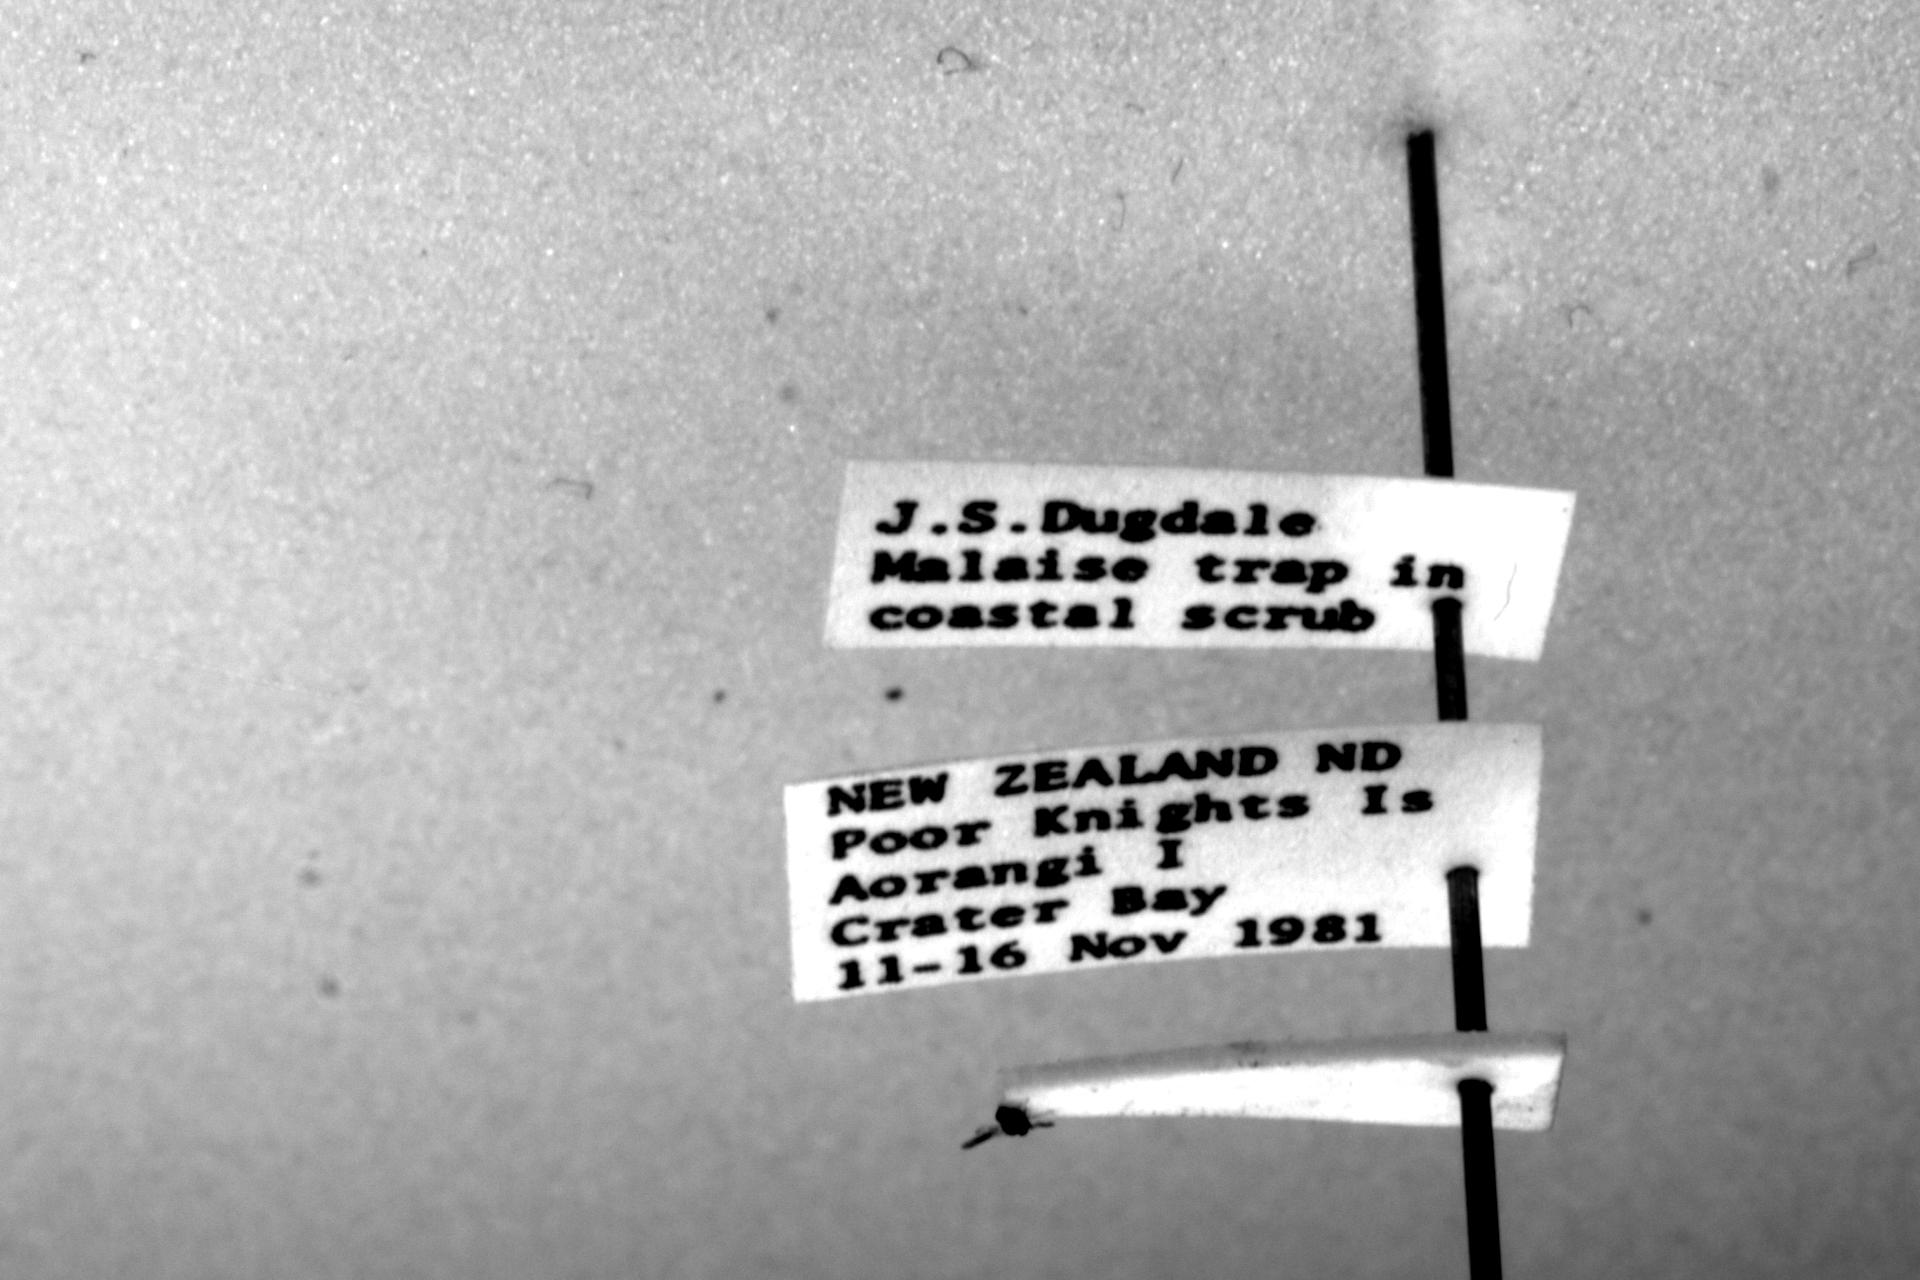 J.S.Dugdale
Malaise trap in
coastal scrub
NEW ZEALAND ND
Poor Knights Is
Aorangi I
Crater Bay
11-16 Nov 1981